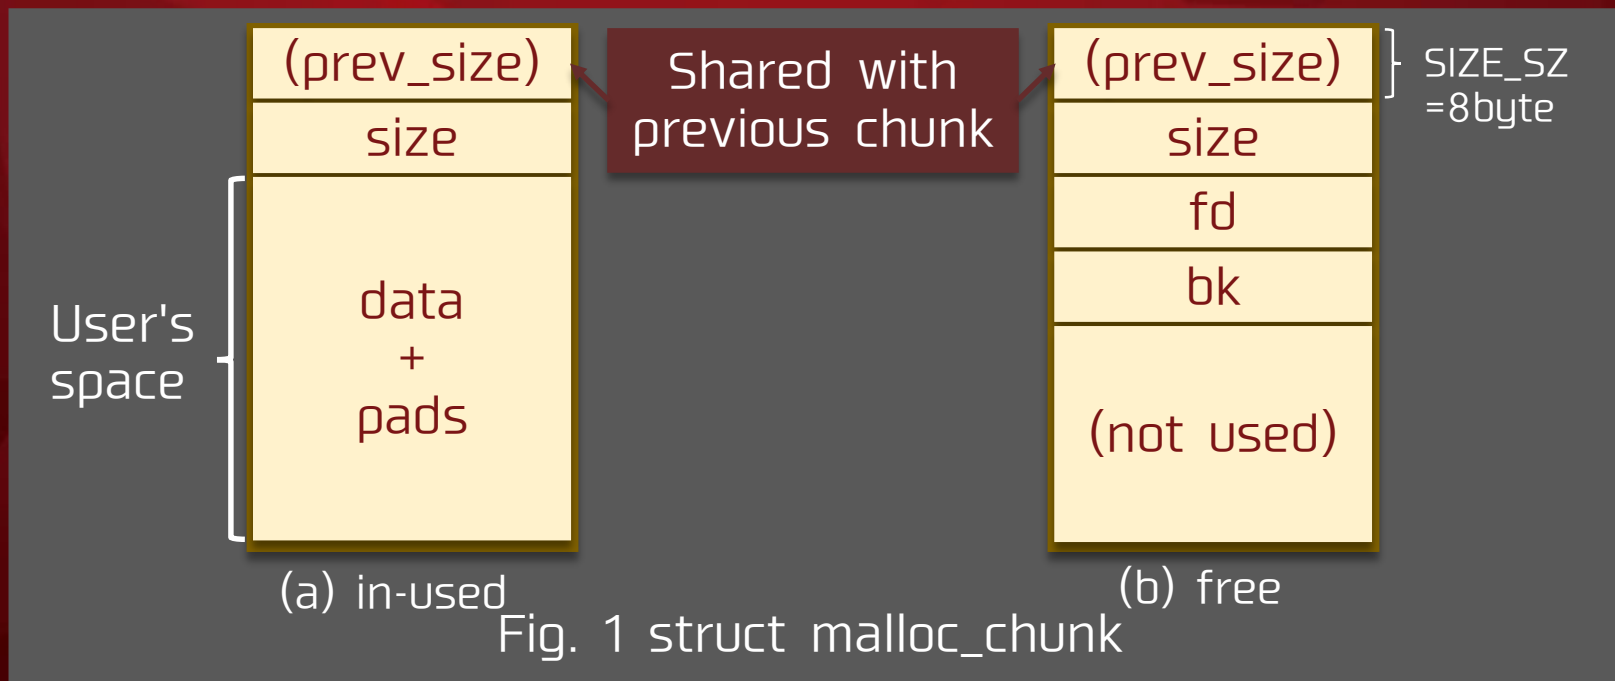 (prev_size)
size
data
+
pads
User's
space
(a) in-used
Shared with
previous chunk
(prev_size)
size
fd
bk
(not used)
SIZE_SZ
=8byte
(b) free
Fig. 1 struct malloc_chunk